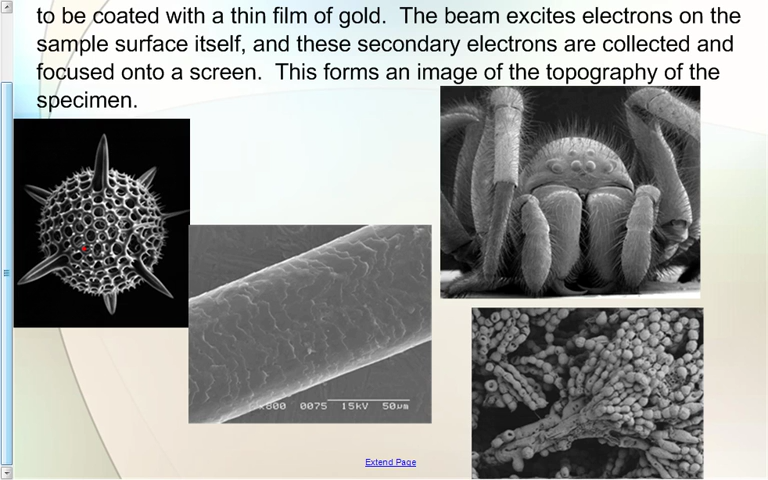 to be coated with a thin film of gold.  The beam excites electrons on the
sample surface itself, and these secondary electrons are collected and
focused onto a screen.  This forms an image of the topography of the
specimen.
x800 0075 15kV 50µm
Extend Page